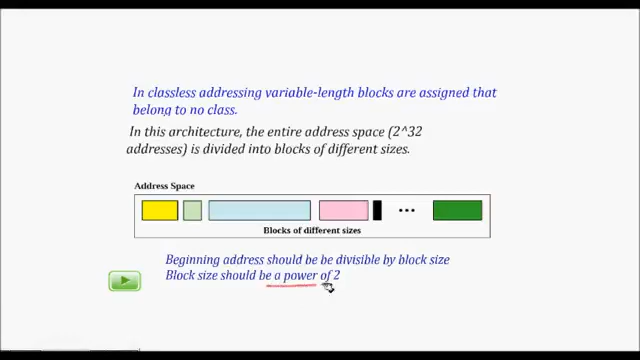 In classless addressing variable-length blocks are assigned that
belong to no class.
In this architecture, the entire address space (2^32
addresses) is divided into blocks of different sizes.
Address Space
...
Blocks of different sizes
Beginning address should be be divisible by block size
Block size should be a power of 2